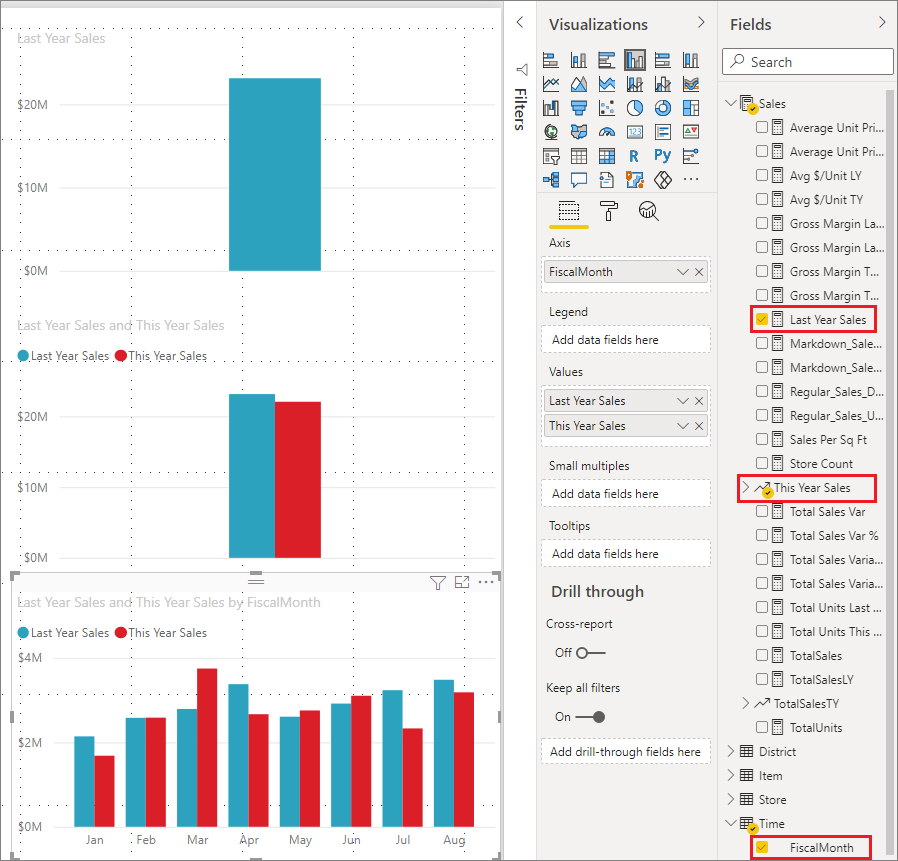 Last Year Sales
$20M
$10M
$0M
Last Year Sales and This Year Sales
Last Year Sales This Year Sales
$20M
$10M
$0M
Last Year Sales and This Year Sales by FiscalMonth
Last Year Sales This Year Sales
$4M
$2M
$0M
Jan Feb Mar Apr May Jun Jul Aug
Filters
Visualizations
123
R Py
Axis
FiscalMonth
Legend
Add data fields here
Values
Last Year Sales
This Year Sales
Small multiples
Add data fields here
Tooltips
Add data fields here
Drill through
Cross-report
Off
Keep all filters
On
Add drill-through fields here
Fields
Search
Sales
Average Unit Pri...
Average Unit Pri...
Avg $/Unit LY
Avg $/Unit TY
Gross Margin La...
Gross Margin La...
Gross Margin T...
Gross Margin T...
Last Year Sales
Markdown_Sale...
Markdown_Sale...
Regular_Sales_D...
Regular_Sales_U...
Sales Per Sq Ft
Store Count
This Year Sales
Total Sales Var
Total Sales Var %
Total Sales Varia...
Total Sales Varia...
Total Units Last ...
Total Units This ...
TotalSales
TotalSalesLY
TotalSalesTY
TotalUnits
District
Item
Store
Time
FiscalMonth